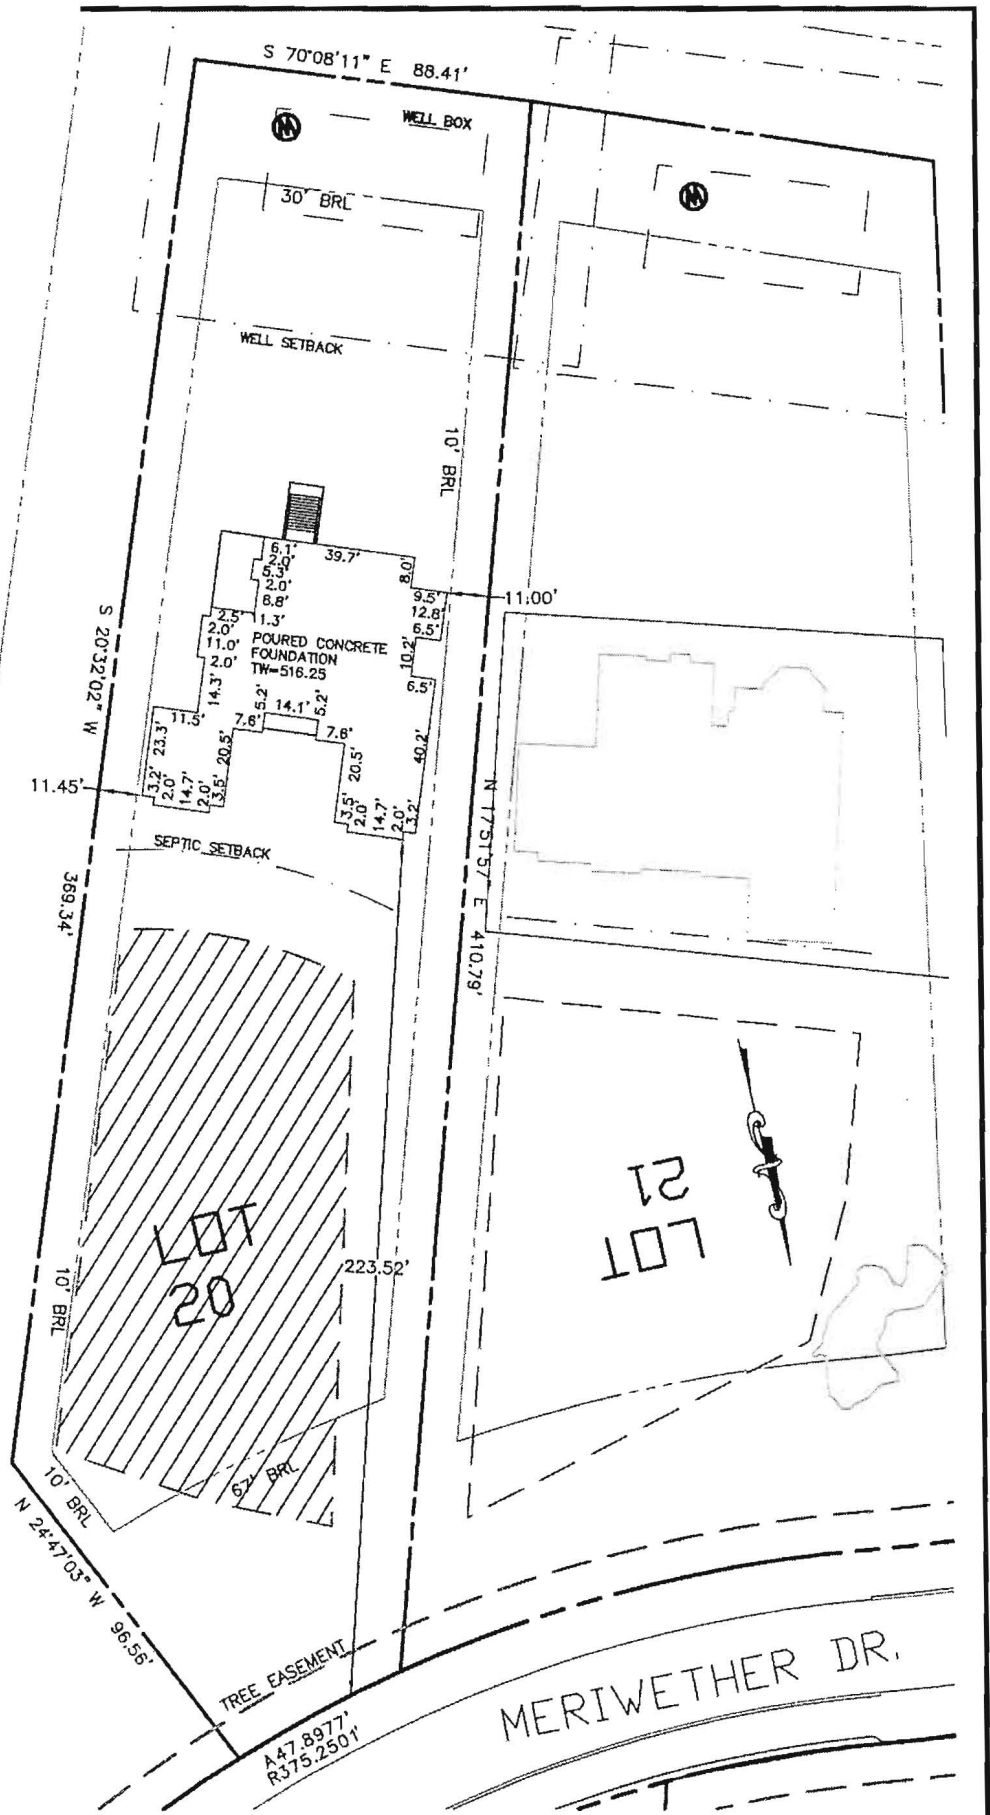 S 70°08'11" E 88.41'
WELL BOX
W
W
30' BRL
WELL SETBACK
10' BRL
6.1'
39.7'
2.0'
5.3'
2.0'
8.0'
8.8'
9.5'
11.00'
2.5'
1.3'
12.8'
2.0'
6.5'
11.0'
POURED CONCRETE
FOUNDATION
TW=516.25
2.0'
10.2'
14.3'
6.5'
S 20°32'02" W
11.5'
5.2'
14.1'
5.2'
7.6'
7.6'
23.3'
20.5'
20.5'
40.2'
11.45'
3.2'
2.0'
14.7'
2.0'
3.5'
3.5'
2.0'
14.7'
2.0'
3.2'
N 17°51'57" E 410.79'
SEPTIC SETBACK
369.34'
LOT
21
LOT
20
223.52'
10' BRL
67' BRL
10' BRL
N 24°47'03" W 96.56'
TREE EASEMENT
MERIWETHER DR.
A47.8977'
R375.2501'